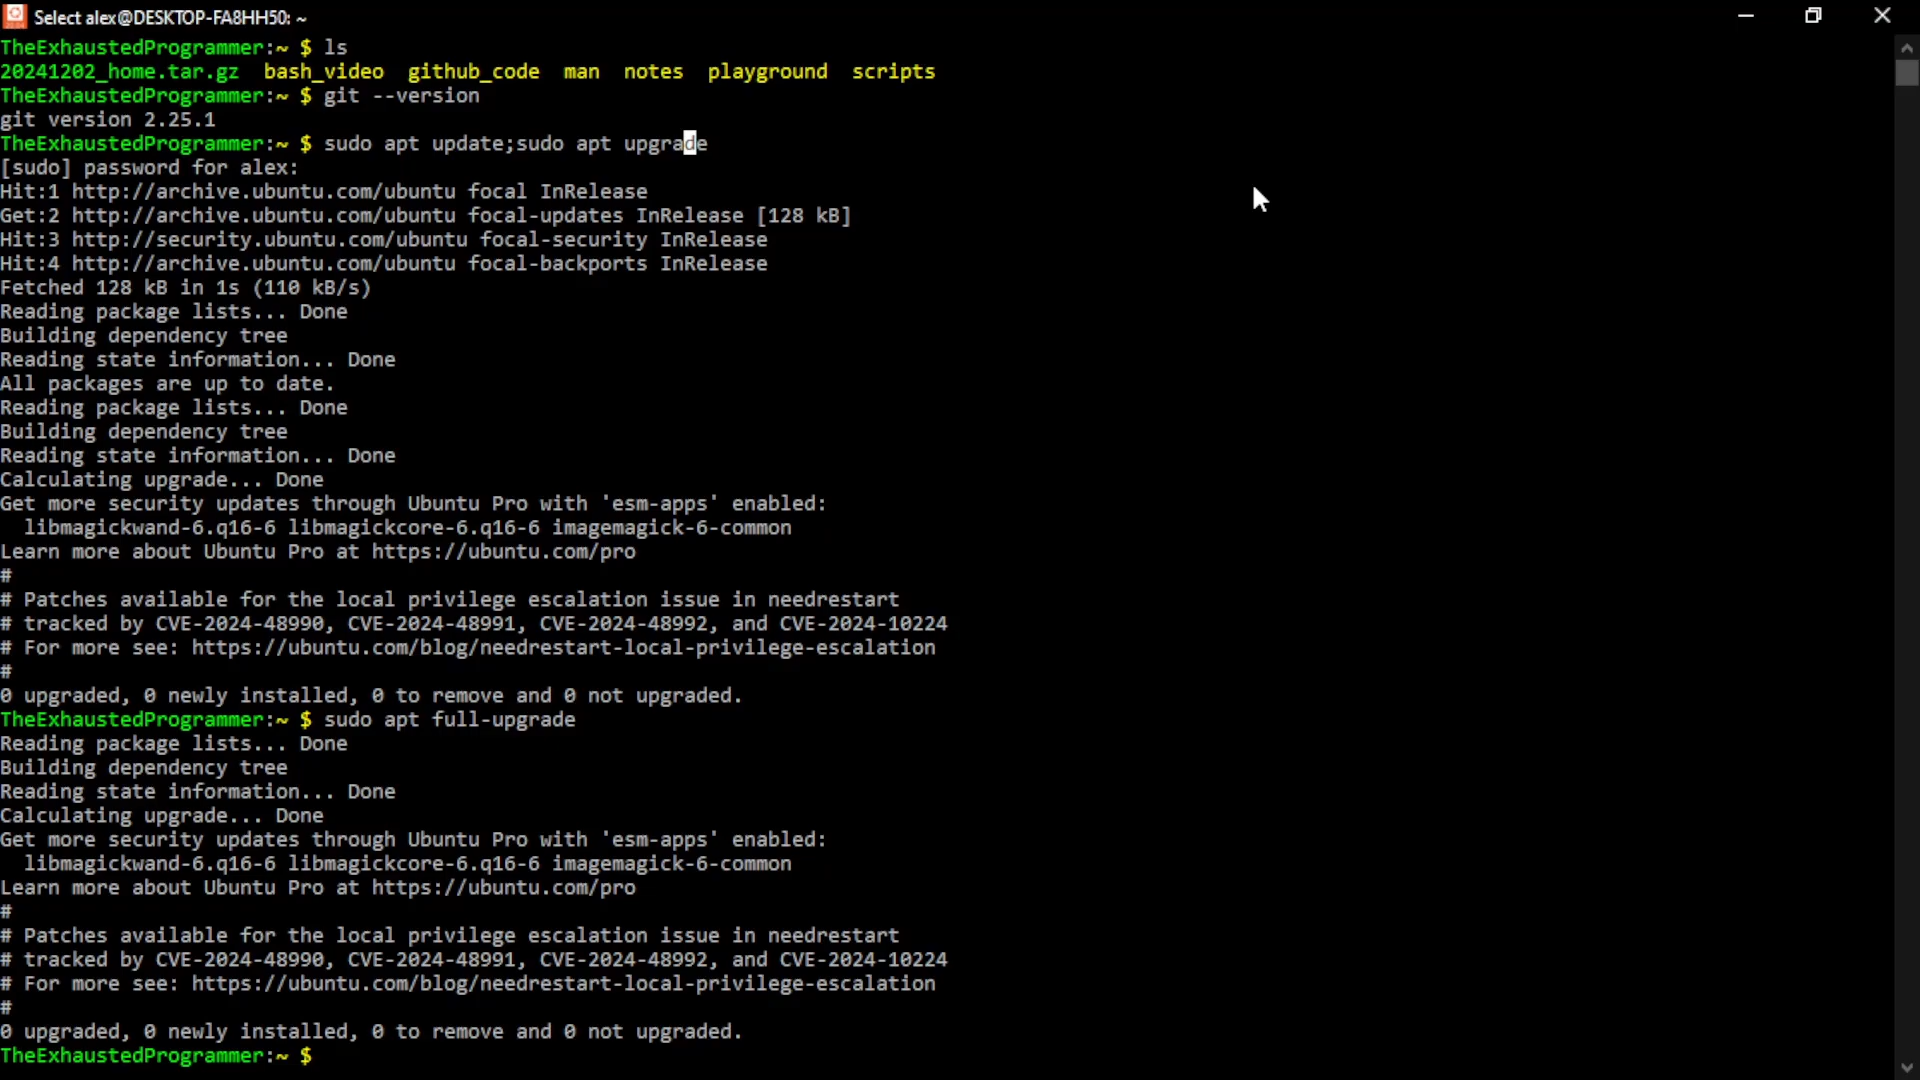 Select alex@DESKTOP-FA8HH50: ~
TheExhaustedProgrammer:~ $ ls
20241202_home.tar.gz  bash_video  github_code  man  notes  playground  scripts
TheExhaustedProgrammer:~ $ git --version
git version 2.25.1
TheExhaustedProgrammer:~ $ sudo apt update;sudo apt upgrade
[sudo] password for alex:
Hit:1 http://archive.ubuntu.com/ubuntu focal InRelease
Get:2 http://archive.ubuntu.com/ubuntu focal-updates InRelease [128 kB]
Hit:3 http://security.ubuntu.com/ubuntu focal-security InRelease
Hit:4 http://archive.ubuntu.com/ubuntu focal-backports InRelease
Fetched 128 kB in 1s (110 kB/s)
Reading package lists... Done
Building dependency tree
Reading state information... Done
All packages are up to date.
Reading package lists... Done
Building dependency tree
Reading state information... Done
Calculating upgrade... Done
Get more security updates through Ubuntu Pro with 'esm-apps' enabled:
  libmagickwand-6.q16-6 libmagickcore-6.q16-6 imagemagick-6-common
Learn more about Ubuntu Pro at https://ubuntu.com/pro
#
# Patches available for the local privilege escalation issue in needrestart
# tracked by CVE-2024-48990, CVE-2024-48991, CVE-2024-48992, and CVE-2024-10224
# For more see: https://ubuntu.com/blog/needrestart-local-privilege-escalation
#
0 upgraded, 0 newly installed, 0 to remove and 0 not upgraded.
TheExhaustedProgrammer:~ $ sudo apt full-upgrade
Reading package lists... Done
Building dependency tree
Reading state information... Done
Calculating upgrade... Done
Get more security updates through Ubuntu Pro with 'esm-apps' enabled:
  libmagickwand-6.q16-6 libmagickcore-6.q16-6 imagemagick-6-common
Learn more about Ubuntu Pro at https://ubuntu.com/pro
#
# Patches available for the local privilege escalation issue in needrestart
# tracked by CVE-2024-48990, CVE-2024-48991, CVE-2024-48992, and CVE-2024-10224
# For more see: https://ubuntu.com/blog/needrestart-local-privilege-escalation
#
0 upgraded, 0 newly installed, 0 to remove and 0 not upgraded.
TheExhaustedProgrammer:~ $